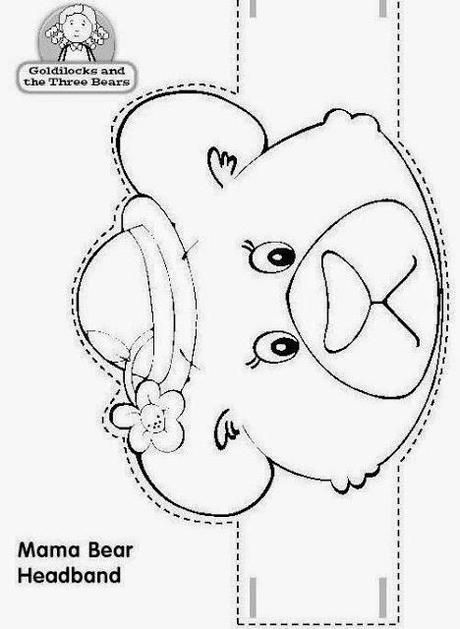 Goldilocks and
the Three Bears
Mama Bear
Headband